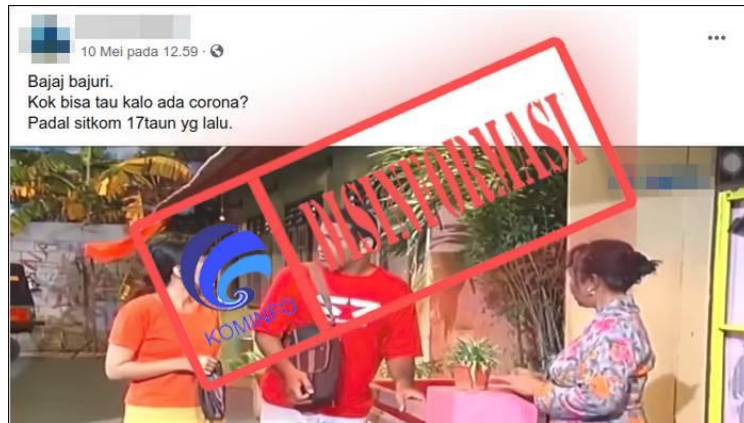 10 Mei pada 12.59 ·
Bajaj bajuri.
Kok bisa tau kalo ada corona?
Padal sitkom 17taun yg lalu.
DISINFORMASI
KOMINFO